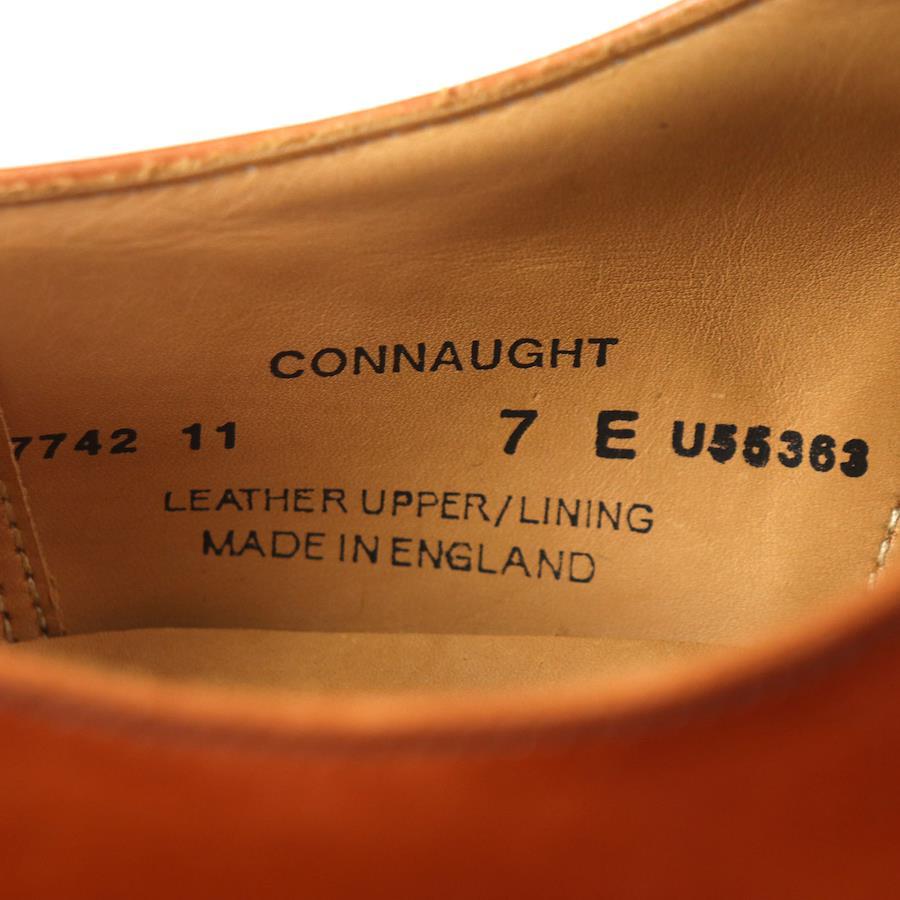 CONNAUGHT
7742 11 7 E U55363
LEATHER UPPER/LINING
MADE IN ENGLAND